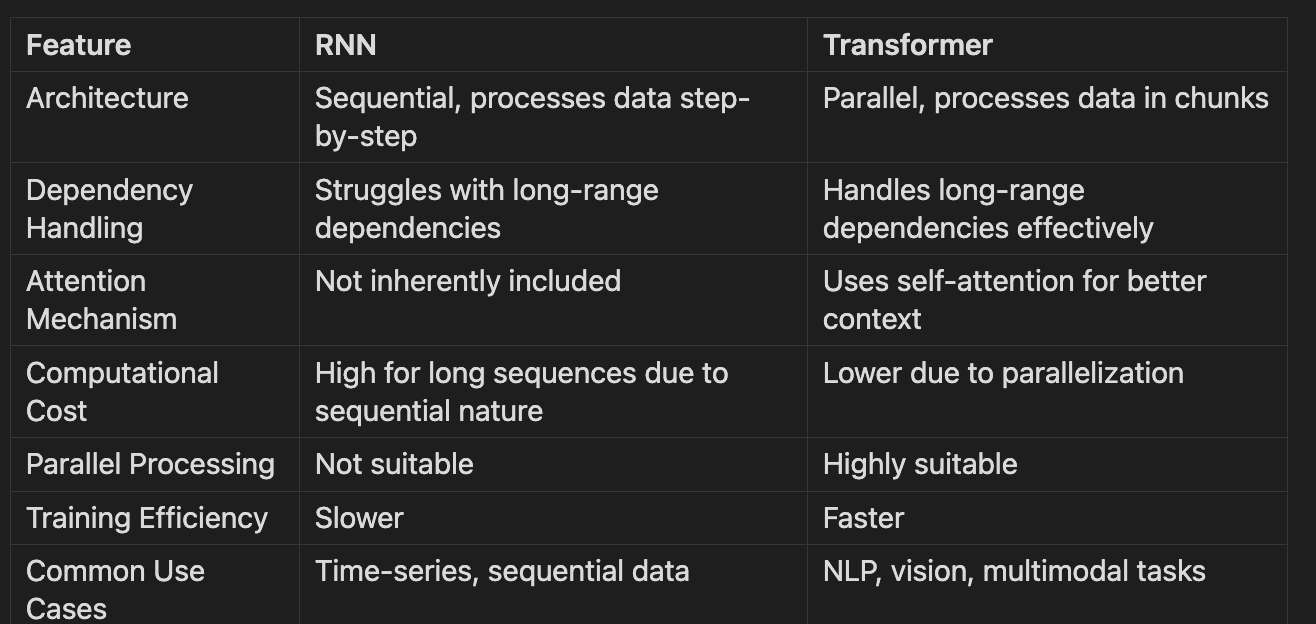 Feature RNN Transformer
Architecture Sequential, processes data step- Parallel, processes data in chunks
by-step
Dependency Struggles with long-range Handles long-range
Handling dependencies dependencies effectively
Attention Not inherently included Uses self-attention for better
Mechanism context
Computational High for long sequences due to Lower due to parallelization
Cost sequential nature
Parallel Processing Not suitable Highly suitable
Training Efficiency Slower Faster
Common Use Time-series, sequential data NLP, vision, multimodal tasks
Cases